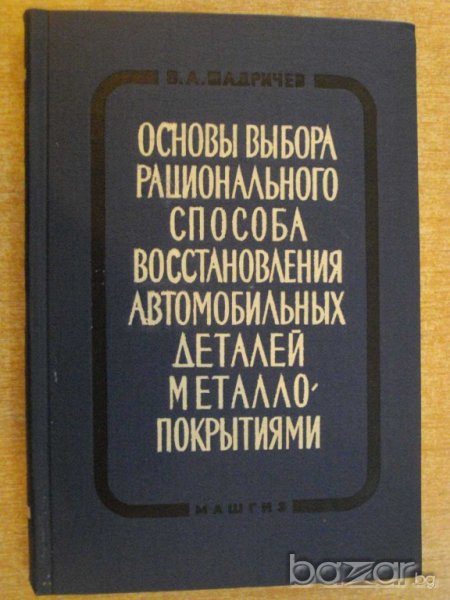 В.А.ШАДРИЧЕВ
ОСНОВЫ ВЫБОРА
РАЦИОНАЛЬНОГО
СПОСОБА
ВОССТАНОВЛЕНИЯ
АВТОМОБИЛЬНЫХ
ДЕТАЛЕЙ
МЕТАЛЛО-
ПОКРЫТИЯМИ
МАШГИЗ
bazar.bg